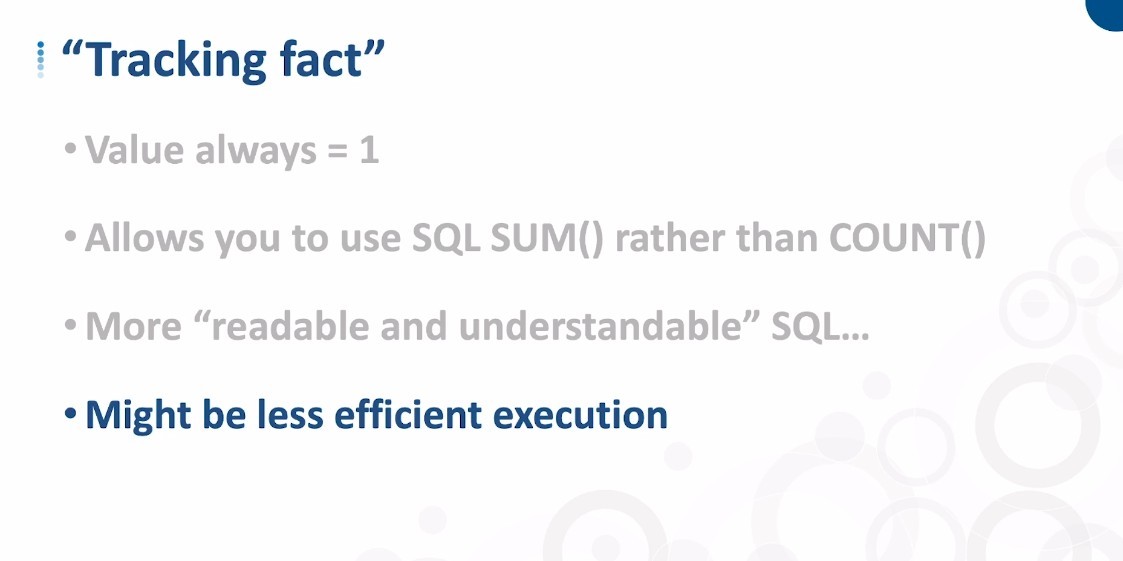 “Tracking fact”
• Value always = 1
• Allows you to use SQL SUM() rather than COUNT()
• More “readable and understandable” SQL...
• Might be less efficient execution